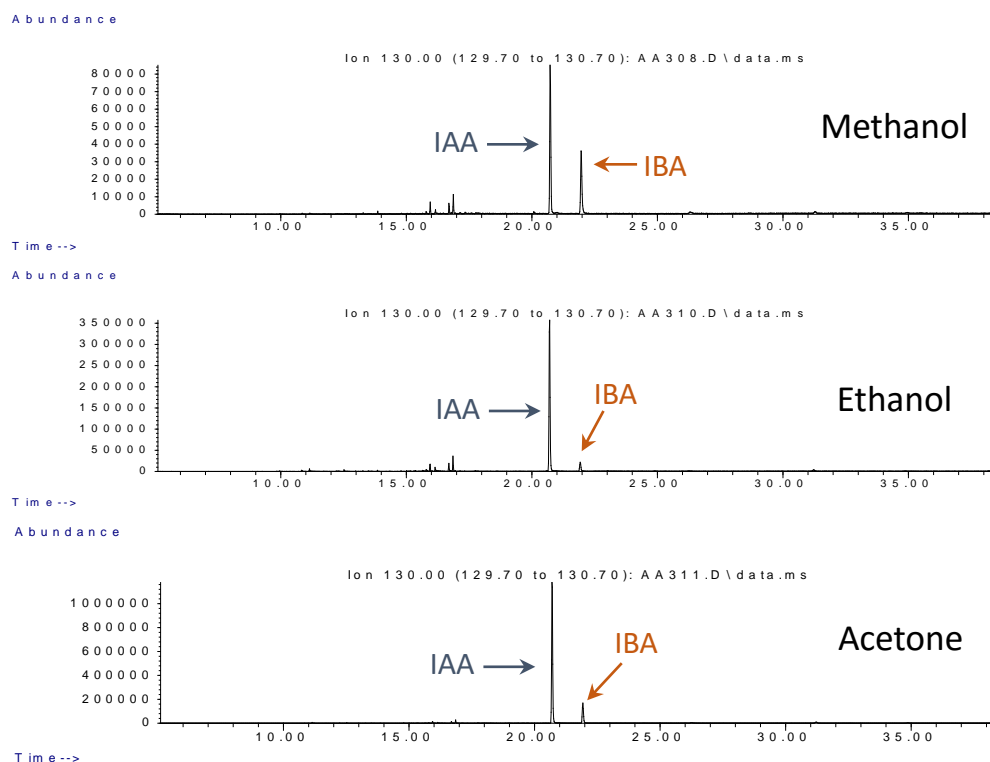 Abundance
Ion 130.00 (129.70 to 130.70): AA308.D\data.ms
80000
70000
60000
50000
40000
30000
20000
10000
0
IAA
IBA
Methanol
10.00 15.00 20.00 25.00 30.00 35.00
Time-->
Abundance
Ion 130.00 (129.70 to 130.70): AA310.D\data.ms
350000
300000
250000
200000
150000
100000
50000
0
IAA
IBA
Ethanol
10.00 15.00 20.00 25.00 30.00 35.00
Time-->
Abundance
Ion 130.00 (129.70 to 130.70): AA311.D\data.ms
1000000
800000
600000
400000
200000
0
IAA
IBA
Acetone
10.00 15.00 20.00 25.00 30.00 35.00
Time-->